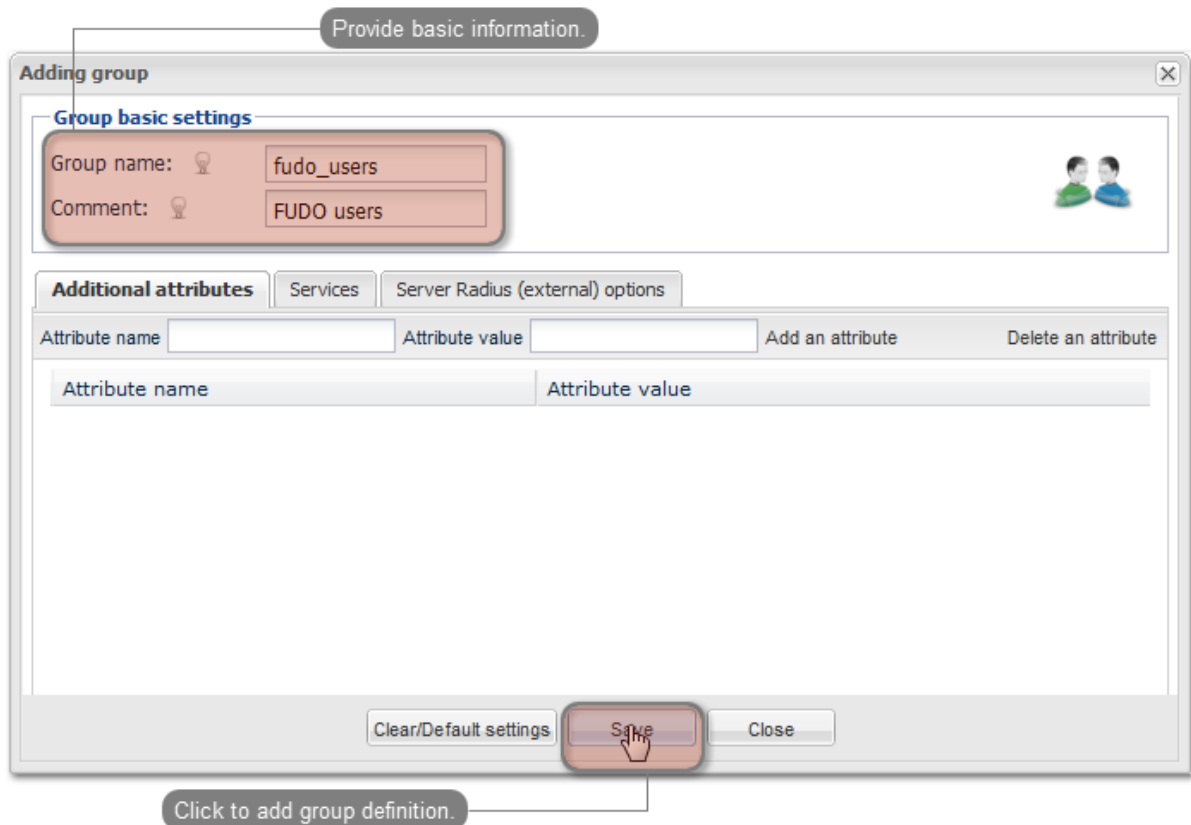 Provide basic information.
Adding group
Group basic settings
Group name: fudo_users
Comment: FUDO users
Additional attributes Services Server Radius (external) options
Attribute name Attribute value Add an attribute Delete an attribute
Attribute name Attribute value
Clear/Default settings Save Close
Click to add group definition.